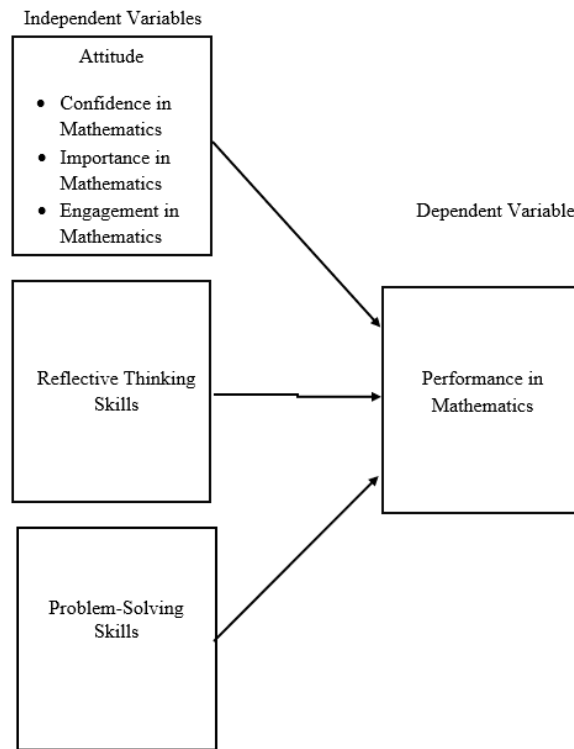 Independent Variables
Attitude
• Confidence in
Mathematics
• Importance in
Mathematics
• Engagement in
Mathematics
Dependent Variable
Reflective Thinking
Skills
Performance in
Mathematics
Problem-Solving
Skills